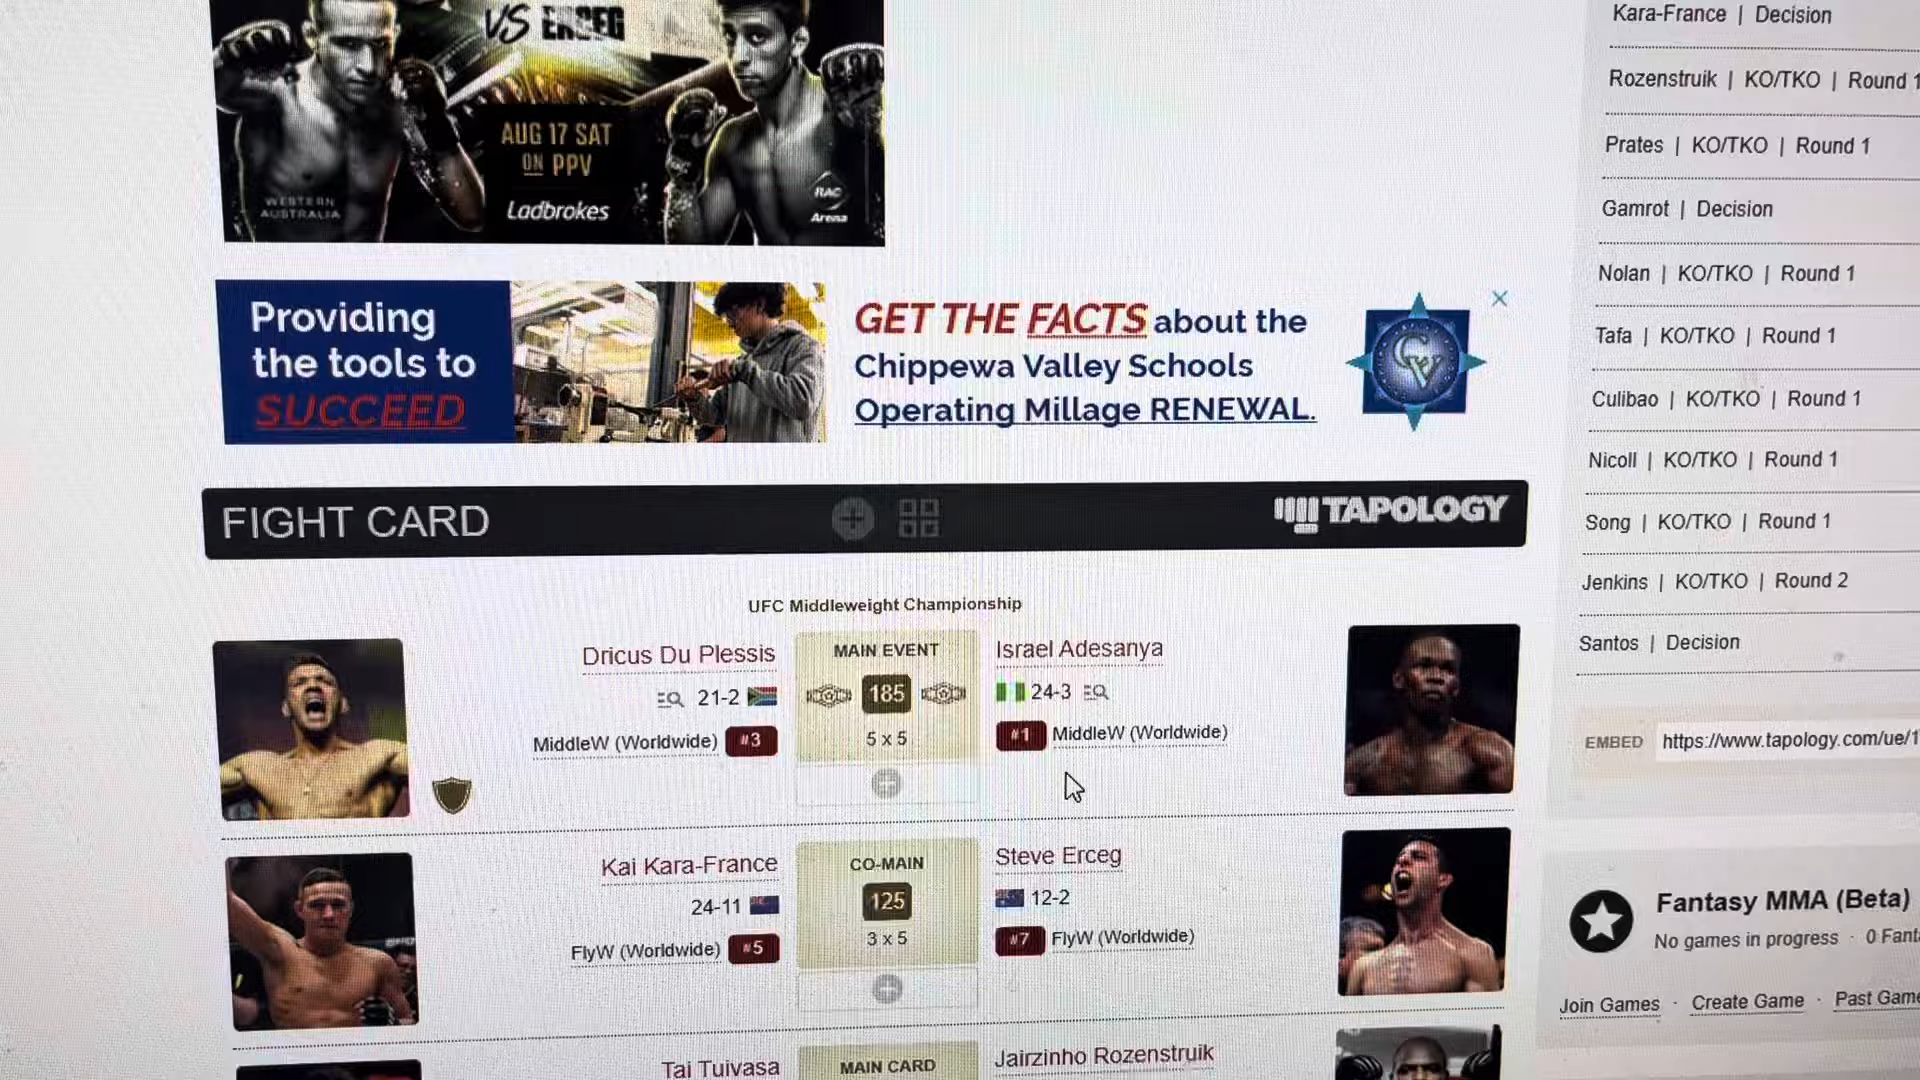 VS ERCEG
AUG 17 SAT
ON PPV
WESTERN
AUSTRALIA
Ladbrokes
RAC
Arena
Providing
the tools to
SUCCEED
GET THE FACTS about the
Chippewa Valley Schools
Operating Millage RENEWAL.
CV
FIGHT CARD
TAPOLOGY
UFC Middleweight Championship
Dricus Du Plessis
21-2
MiddleW (Worldwide) #3
MAIN EVENT
185
5 x 5
Israel Adesanya
24-3
#1 MiddleW (Worldwide)
Kai Kara-France
24-11
FlyW (Worldwide) #5
CO-MAIN
125
3 x 5
Steve Erceg
12-2
#7 FlyW (Worldwide)
Tai Tuivasa
MAIN CARD
Jairzinho Rozenstruik
Kara-France | Decision
Rozenstruik | KO/TKO | Round 1
Prates | KO/TKO | Round 1
Gamrot | Decision
Nolan | KO/TKO | Round 1
Tafa | KO/TKO | Round 1
Culibao | KO/TKO | Round 1
Nicoll | KO/TKO | Round 1
Song | KO/TKO | Round 1
Jenkins | KO/TKO | Round 2
Santos | Decision
EMBED https://www.tapology.com/ue/1
Fantasy MMA (Beta)
No games in progress · 0 Fant
Join Games · Create Game · Past Game